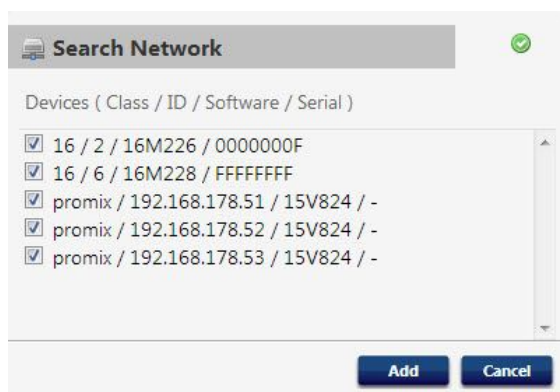 Search Network
Devices ( Class / ID / Software / Serial )
16 / 2 / 16M226 / 0000000F
16 / 6 / 16M228 / FFFFFFFF
promix / 192.168.178.51 / 15V824 / -
promix / 192.168.178.52 / 15V824 / -
promix / 192.168.178.53 / 15V824 / -
Add Cancel